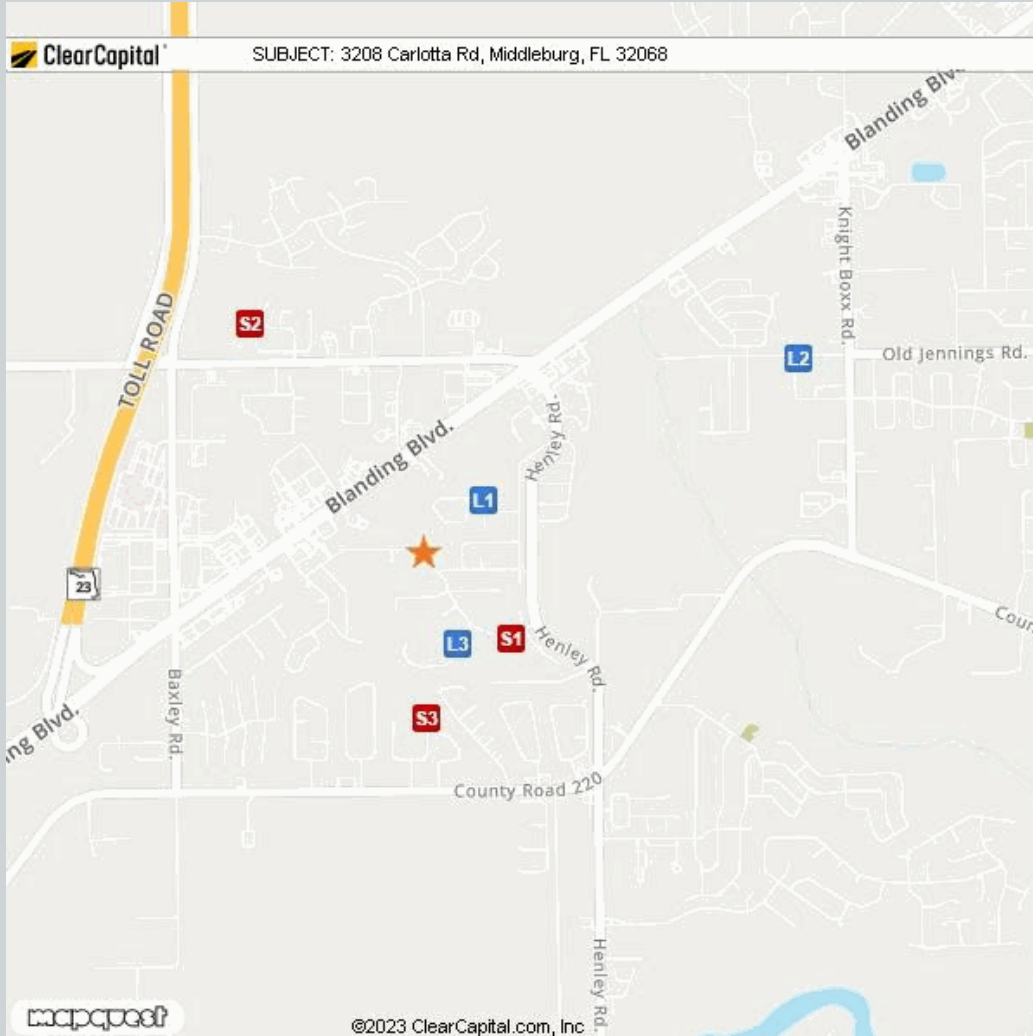 ClearCapital
SUBJECT: 3208 Carlotta Rd, Middleburg, FL 32068
Blanding Blvd.
Knight Boxx Rd.
S2
TOLL ROAD
L2
Old Jennings Rd.
Henley Rd.
Blanding Blvd.
L1
23
Coun
L3
S1
Henley Rd.
Baxley Rd.
S3
ing Blvd.
County Road 220
Henley Rd.
mapquest
©2023 ClearCapital.com, Inc